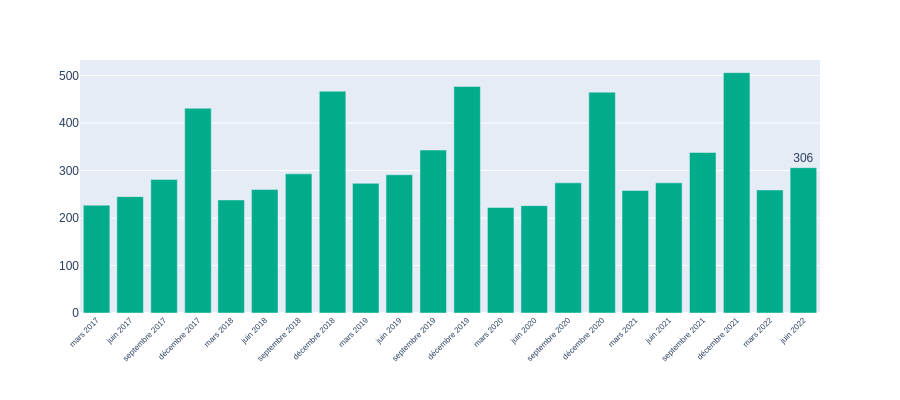 500
400
300
200
100
0
306
mars 2017
juin 2017
septembre 2017
décembre 2017
mars 2018
juin 2018
septembre 2018
décembre 2018
mars 2019
juin 2019
septembre 2019
décembre 2019
mars 2020
juin 2020
septembre 2020
décembre 2020
mars 2021
juin 2021
septembre 2021
décembre 2021
mars 2022
juin 2022